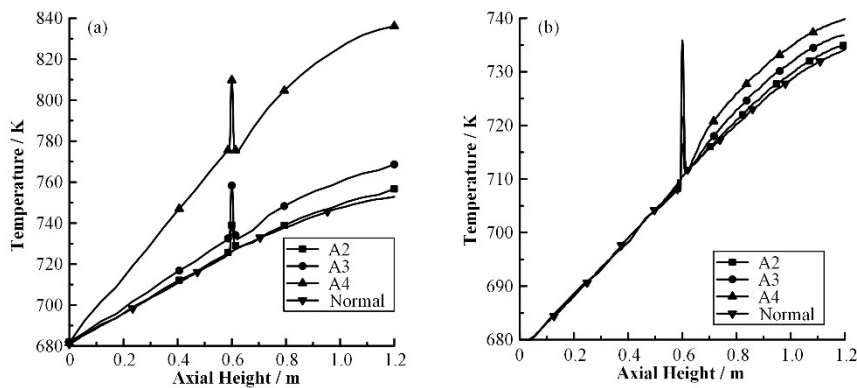 (a)
840
820
800
780
760
740
720
700
680
0.0
0.2
0.4
0.6
0.8
1.0
1.2
Temperature / K
Axial Height / m
A2
A3
A4
Normal
(b)
740
730
720
710
700
690
680
0.0
0.2
0.4
0.6
0.8
1.0
1.2
Temperature / K
Axial Height / m
A2
A3
A4
Normal